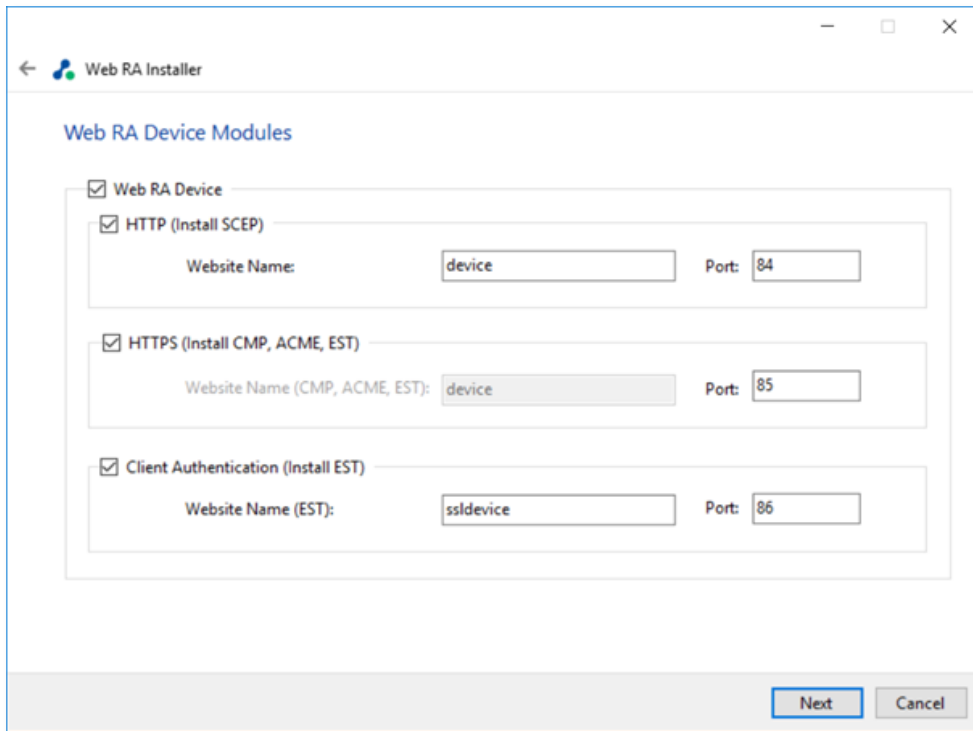 Web RA Installer
Web RA Device Modules
Web RA Device
HTTP (Install SCEP)
Website Name: device Port: 84
HTTPS (Install CMP, ACME, EST)
Website Name (CMP, ACME, EST): device Port: 85
Client Authentication (Install EST)
Website Name (EST): ssldevice Port: 86
Next Cancel